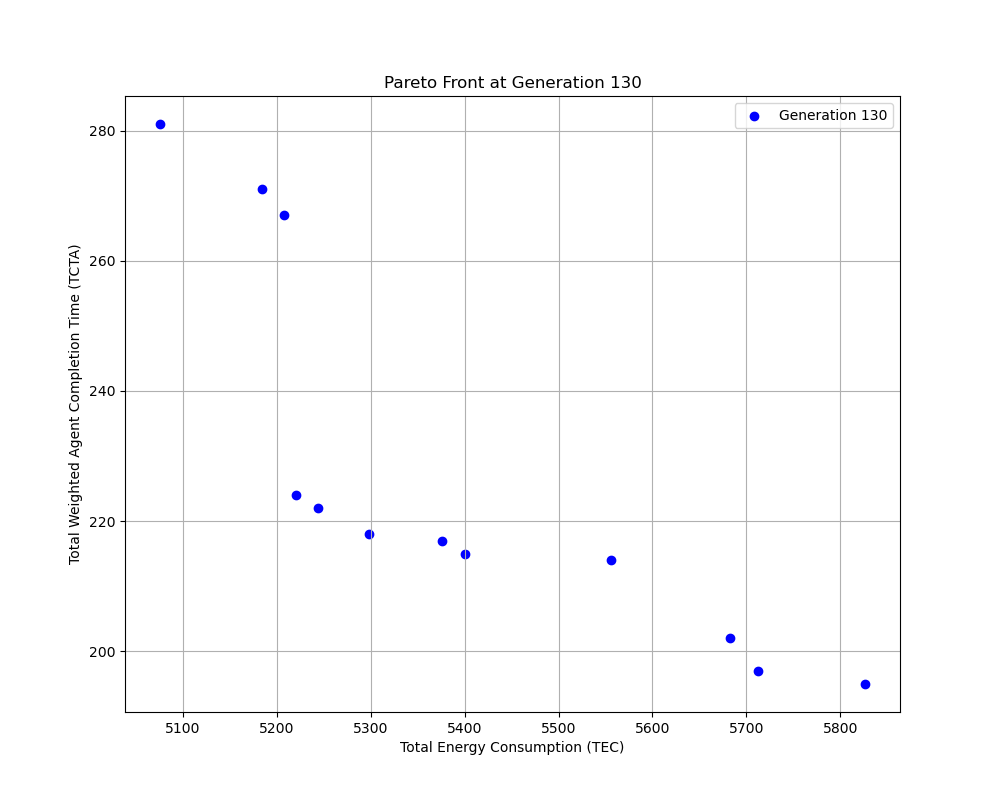 Pareto Front at Generation 130
Generation 130
Total Weighted Agent Completion Time (TCTA)
280
260
240
220
200
5100 5200 5300 5400 5500 5600 5700 5800
Total Energy Consumption (TEC)